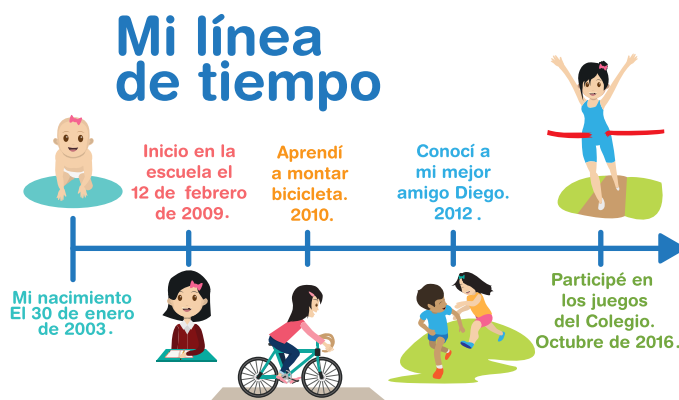 Mi línea
de tiempo
Mi nacimiento
El 30 de enero
de 2003.
Inicio en la
escuela el
12 de febrero
de 2009.
Aprendí
a montar
bicicleta.
2010.
Conocí a
mi mejor
amigo Diego.
2012 .
Participé en
los juegos
del Colegio.
Octubre de 2016.